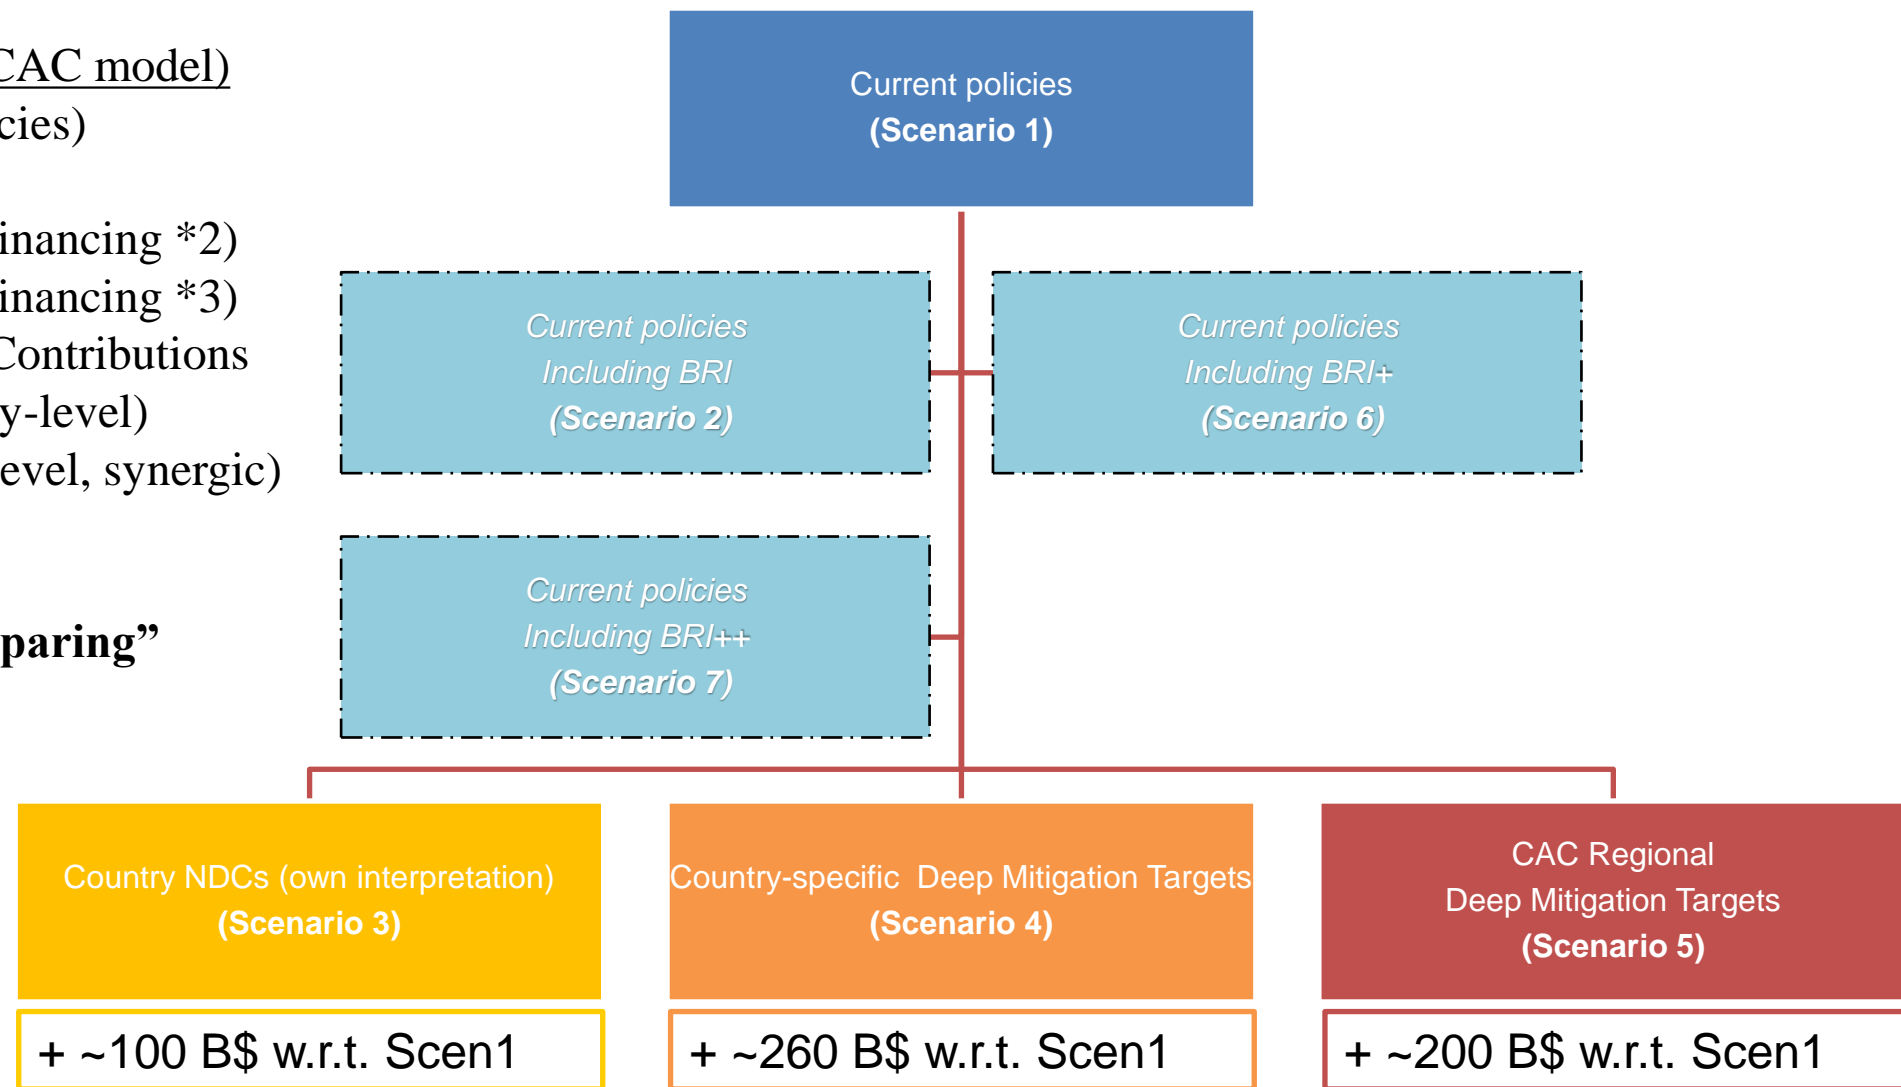 CAC model)
cies)
inancing *2)
inancing *3)
Contributions
y-level)
evel, synergic)
paring”
Current policies
(Scenario 1)
Current policies
Including BRI
(Scenario 2)
Current policies
Including BRI+
(Scenario 6)
Current policies
Including BRI++
(Scenario 7)
Country NDCs (own interpretation)
(Scenario 3)
Country-specific Deep Mitigation Targets
(Scenario 4)
CAC Regional
Deep Mitigation Targets
(Scenario 5)
+ ~100 B$ w.r.t. Scen1
+ ~260 B$ w.r.t. Scen1
+ ~200 B$ w.r.t. Scen1